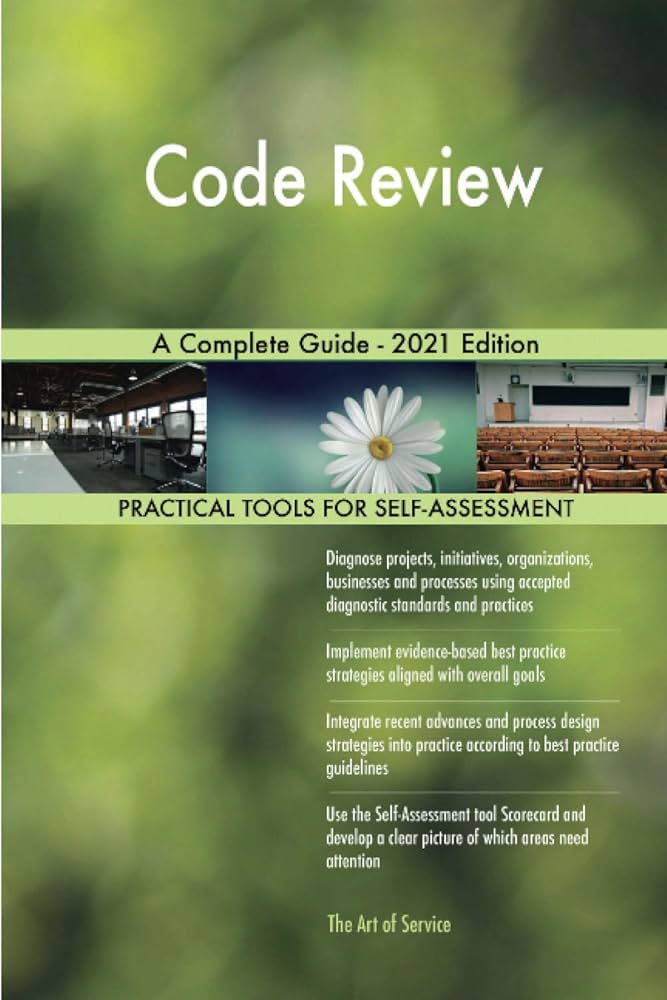 Code Review
A Complete Guide - 2021 Edition
PRACTICAL TOOLS FOR SELF-ASSESSMENT
Diagnose projects, initiatives, organizations,
businesses and processes using accepted
diagnostic standards and practices
Implement evidence-based best practice
strategies aligned with overall goals
Integrate recent advances and process design
strategies into practice according to best practice
guidelines
Use the Self-Assessment tool Scorecard and
develop a clear picture of which areas need
attention
The Art of Service